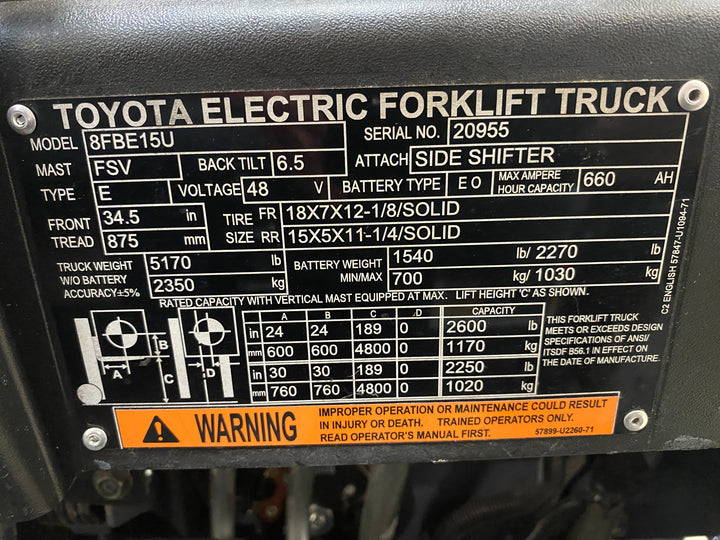 TOYOTA ELECTRIC FORKLIFT TRUCK
MODEL 8FBE15U SERIAL NO. 20955
MAST FSV BACK TILT 6.5 ATTACH SIDE SHIFTER
TYPE E VOLTAGE 48 V BATTERY TYPE E O MAX AMPERE HOUR CAPACITY 660 AH
FRONT TREAD 34.5 in TIRE SIZE FR 18X7X12-1/8/SOLID
875 mm RR 15X5X11-1/4/SOLID
TRUCK WEIGHT W/O BATTERY ACCURACY±5% 5170 lb BATTERY WEIGHT MIN/MAX 1540 lb/ 2270 lb
2350 kg 700 kg/ 1030 kg
RATED CAPACITY WITH VERTICAL MAST EQUIPPED AT MAX. LIFT HEIGHT 'C' AS SHOWN.
A B C D CAPACITY
in 24 24 189 0 2600 lb
mm 600 600 4800 0 1170 kg
in 30 30 189 0 2250 lb
mm 760 760 4800 0 1020 kg
A B C D
THIS FORKLIFT TRUCK
MEETS OR EXCEEDS DESIGN
SPECIFICATIONS OF ANSI/
ITSDF B56.1 IN EFFECT ON
THE DATE OF MANUFACTURE.
C2 ENGLISH 57847-U1094-71
WARNING
IMPROPER OPERATION OR MAINTENANCE COULD RESULT
IN INJURY OR DEATH. TRAINED OPERATORS ONLY.
READ OPERATOR'S MANUAL FIRST. 57899-U2260-71